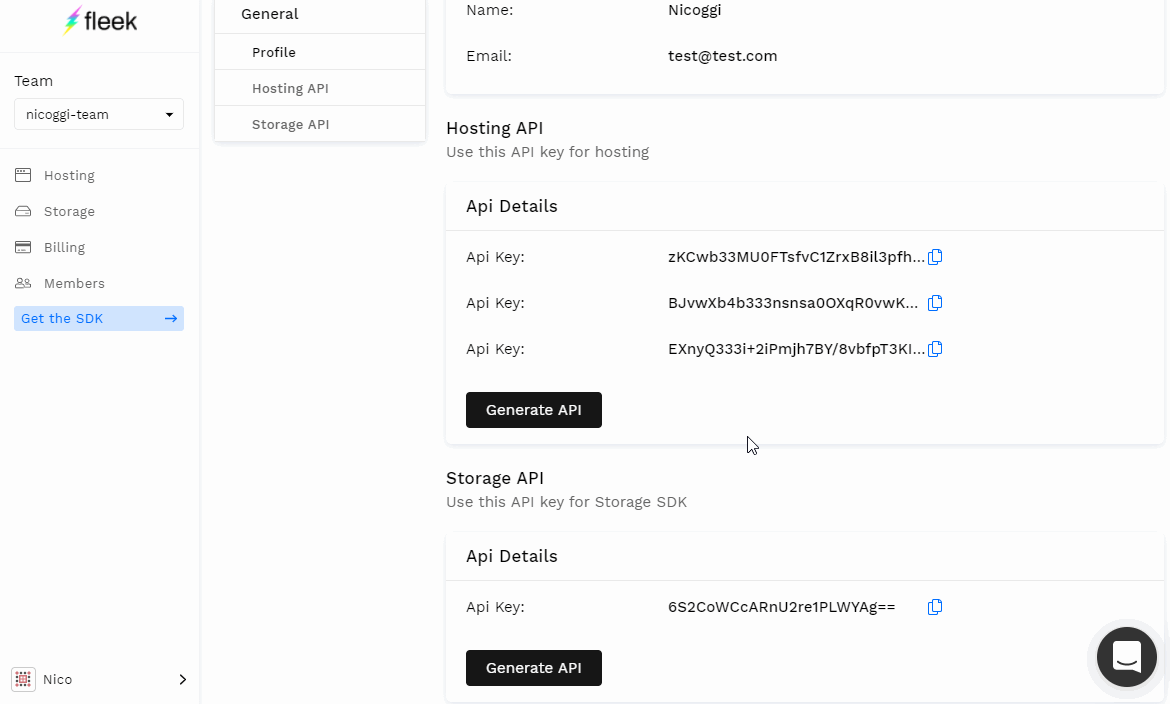 fleek
Team
nicoggi-team
Hosting
Storage
Billing
Members
Get the SDK
Nico
General
Profile
Hosting API
Storage API
Name: Nicoggi
Email: test@test.com
Hosting API
Use this API key for hosting
Api Details
Api Key: zKCwb33MU0FTsfvC1ZrxB8il3pfh...
Api Key: BJvwXb4b333nsnsa0OXqR0vwK...
Api Key: EXnyQ333i+2iPmjh7BY/8vbfpT3KI...
Generate API
Storage API
Use this API key for Storage SDK
Api Details
Api Key: 6S2CoWCcARnU2re1PLWYAg==
Generate API